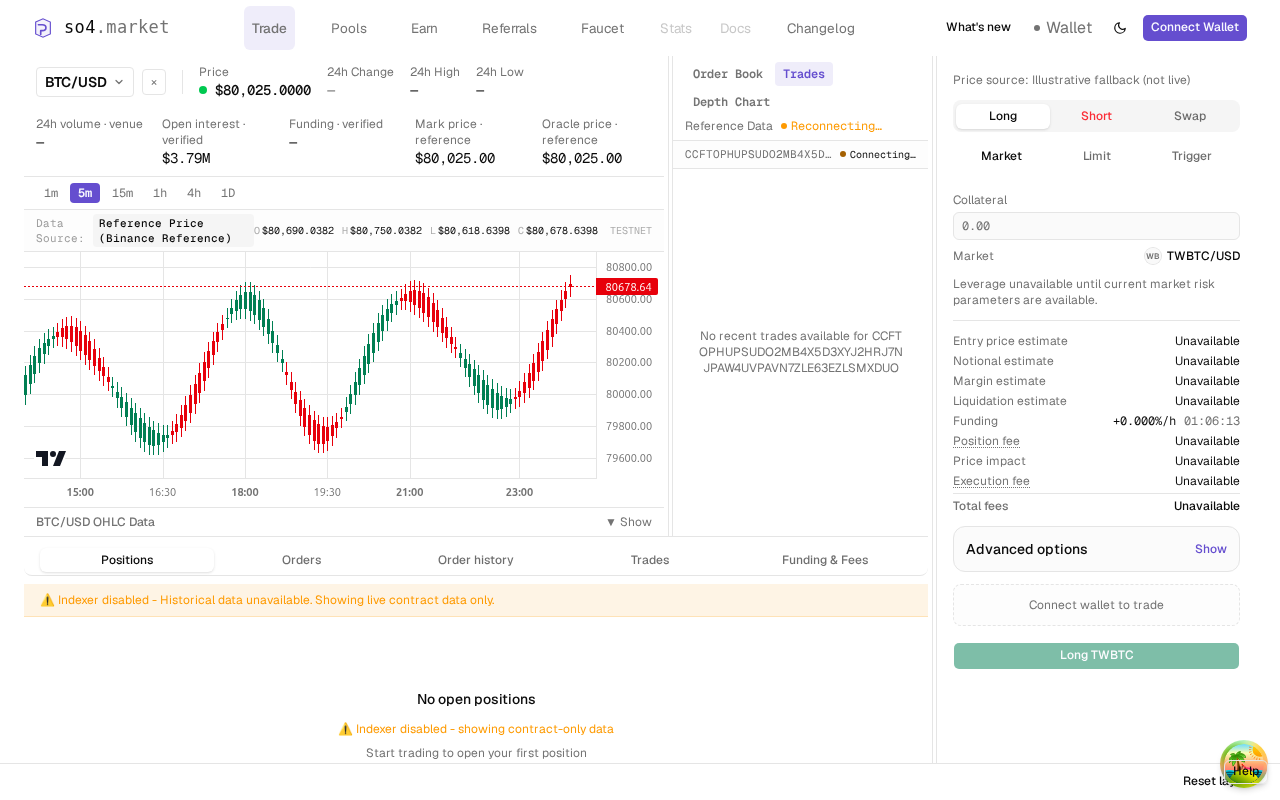 so4.market
Trade
Pools
Earn
Referrals
Faucet
Stats
Docs
Changelog
What's new
Wallet
Connect Wallet
BTC/USD
×
Price
$80,025.0000
24h Change
—
24h High
—
24h Low
—
24h volume · venue
—
Open interest · verified
$3.79M
Funding · verified
—
Mark price · reference
$80,025.00
Oracle price · reference
$80,025.00
1m
5m
15m
1h
4h
1D
Data Source:
Reference Price (Binance Reference)
O $80,690.0382 H $80,750.0382 L $80,618.6398 C $80,678.6398
TESTNET
80800.00
80678.64
80600.00
80400.00
80200.00
80000.00
79800.00
79600.00
15:00
16:30
18:00
19:30
21:00
23:00
BTC/USD OHLC Data
▼ Show
Order Book
Trades
Depth Chart
Reference Data
Reconnecting…
CCFTOPHUPSUDO2MB4X5D…
Connecting…
No recent trades available for CCFT
OPHUPSUDO2MB4X5D3XYJ2HRJ7N
JPAW4UVPAVN7ZLE63EZLSMXDUO
Positions
Orders
Order history
Trades
Funding & Fees
⚠️ Indexer disabled - Historical data unavailable. Showing live contract data only.
No open positions
⚠️ Indexer disabled - showing contract-only data
Start trading to open your first position
Price source: Illustrative fallback (not live)
Long
Short
Swap
Market
Limit
Trigger
Collateral
0.00
Market
WB TWBTC/USD
Leverage unavailable until current market risk
parameters are available.
Entry price estimate
Unavailable
Notional estimate
Unavailable
Margin estimate
Unavailable
Liquidation estimate
Unavailable
Funding
+0.000%/h 01:06:13
Position fee
Unavailable
Price impact
Unavailable
Execution fee
Unavailable
Total fees
Unavailable
Advanced options
Show
Connect wallet to trade
Long TWBTC
Reset
Help